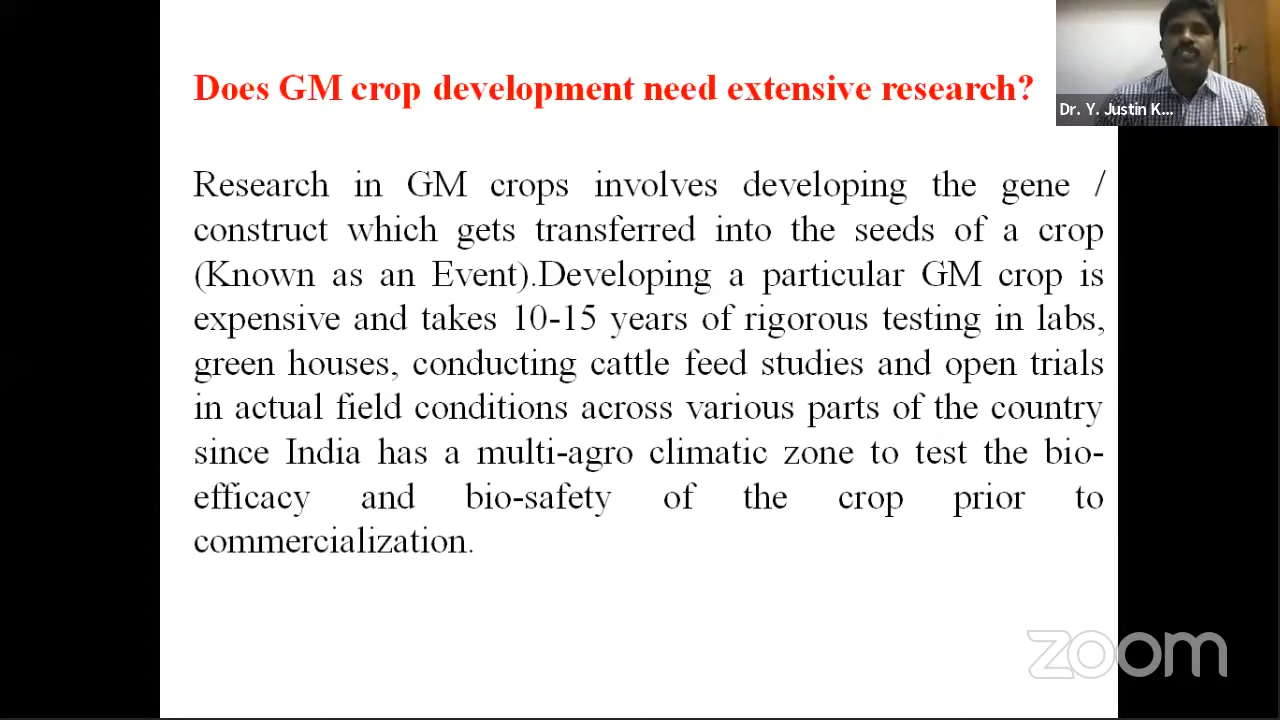 Does GM crop development need extensive research?
Dr. Y. Justin K...
Research in GM crops involves developing the gene /
construct which gets transferred into the seeds of a crop
(Known as an Event).Developing a particular GM crop is
expensive and takes 10-15 years of rigorous testing in labs,
green houses, conducting cattle feed studies and open trials
in actual field conditions across various parts of the country
since India has a multi-agro climatic zone to test the bio-
efficacy and bio-safety of the crop prior to
commercialization.
zoom